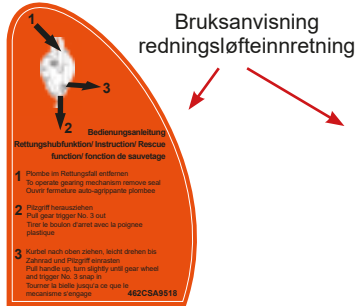 Bruksanvisning
redningsløfteinnretning
1
3
2
Bedienungsanleitung
Rettungshubfunktion/ Instruction/ Rescue
function/ fonction de sauvetage
1 Plombe im Rettungsfall entfernen
To operate gearing mechanism remove seal
Ouvrir fermeture auto-agrippante plombee
2 Pilzgriff herausziehen
Pull gear trigger No. 3 out
Tirer le boulon d'arret avec la poignee
plastique
3 Kurbel nach oben ziehen, leicht drehen bis
Zahnrad und Pilzgriff einrasten
Pull handle up, turn slightly until gear wheel
and trigger No. 3 snap in
Tourner la bielle jusqu'a ce que le
mecanisme s'engage 462CSA9518